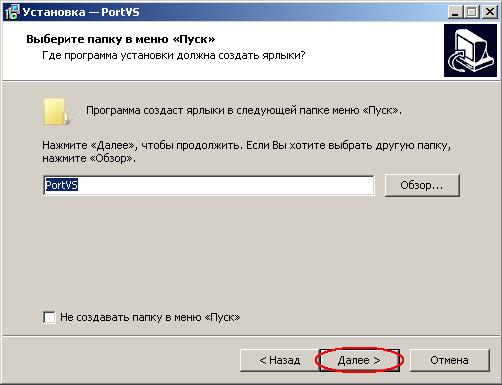 Установка — PortVS
Выберите папку в меню «Пуск»
Где программа установки должна создать ярлыки?
Программа создаст ярлыки в следующей папке меню «Пуск».
Нажмите «Далее», чтобы продолжить. Если Вы хотите выбрать другую папку,
нажмите «Обзор».
PortVS
Обзор...
Не создавать папку в меню «Пуск»
< Назад
Далее >
Отмена